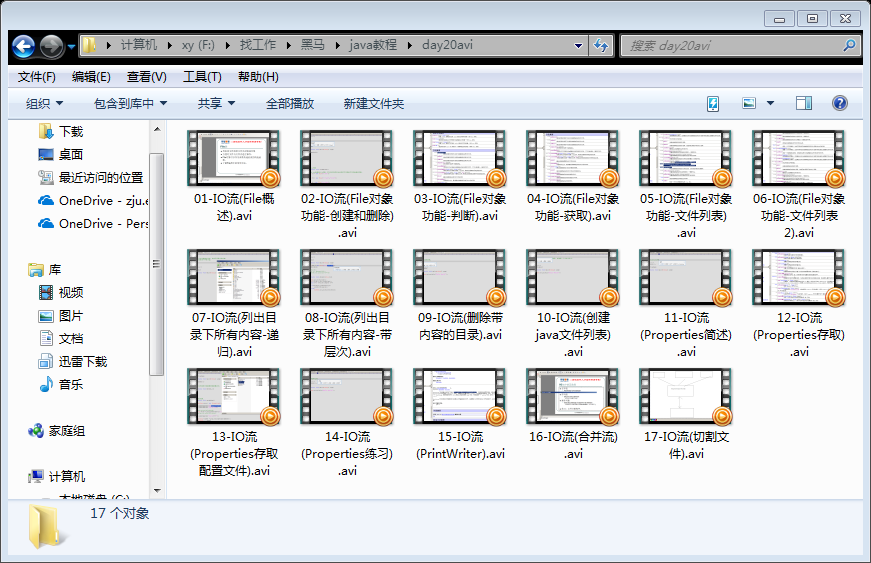 计算机 xy (F:) 找工作 黑马 java教程 day20avi
搜索 day20avi
文件(F) 编辑(E) 查看(V) 工具(T) 帮助(H)
组织 包含到库中 共享 全部播放 新建文件夹
下载
桌面
最近访问的位置
OneDrive - zju.e
OneDrive - Pers
库
视频
图片
文档
迅雷下载
音乐
家庭组
计算机
本地磁盘 (C:)
01-IO流(File概
述).avi
02-IO流(File对象
功能-创建和删除)
.avi
03-IO流(File对象
功能-判断).avi
04-IO流(File对象
功能-获取).avi
05-IO流(File对象
功能-文件列表)
.avi
06-IO流(File对象
功能-文件列表
2).avi
07-IO流(列出目
录下所有内容-递
归).avi
08-IO流(列出目
录下所有内容-带
层次).avi
09-IO流(删除带
内容的目录).avi
10-IO流(创建
java文件列表)
.avi
11-IO流
(Properties简述)
.avi
12-IO流
(Properties存取)
.avi
13-IO流
(Properties存取
配置文件).avi
14-IO流
(Properties练习)
.avi
15-IO流
(PrintWriter).avi
16-IO流(合并流)
.avi
17-IO流(切割文
件).avi
17 个对象